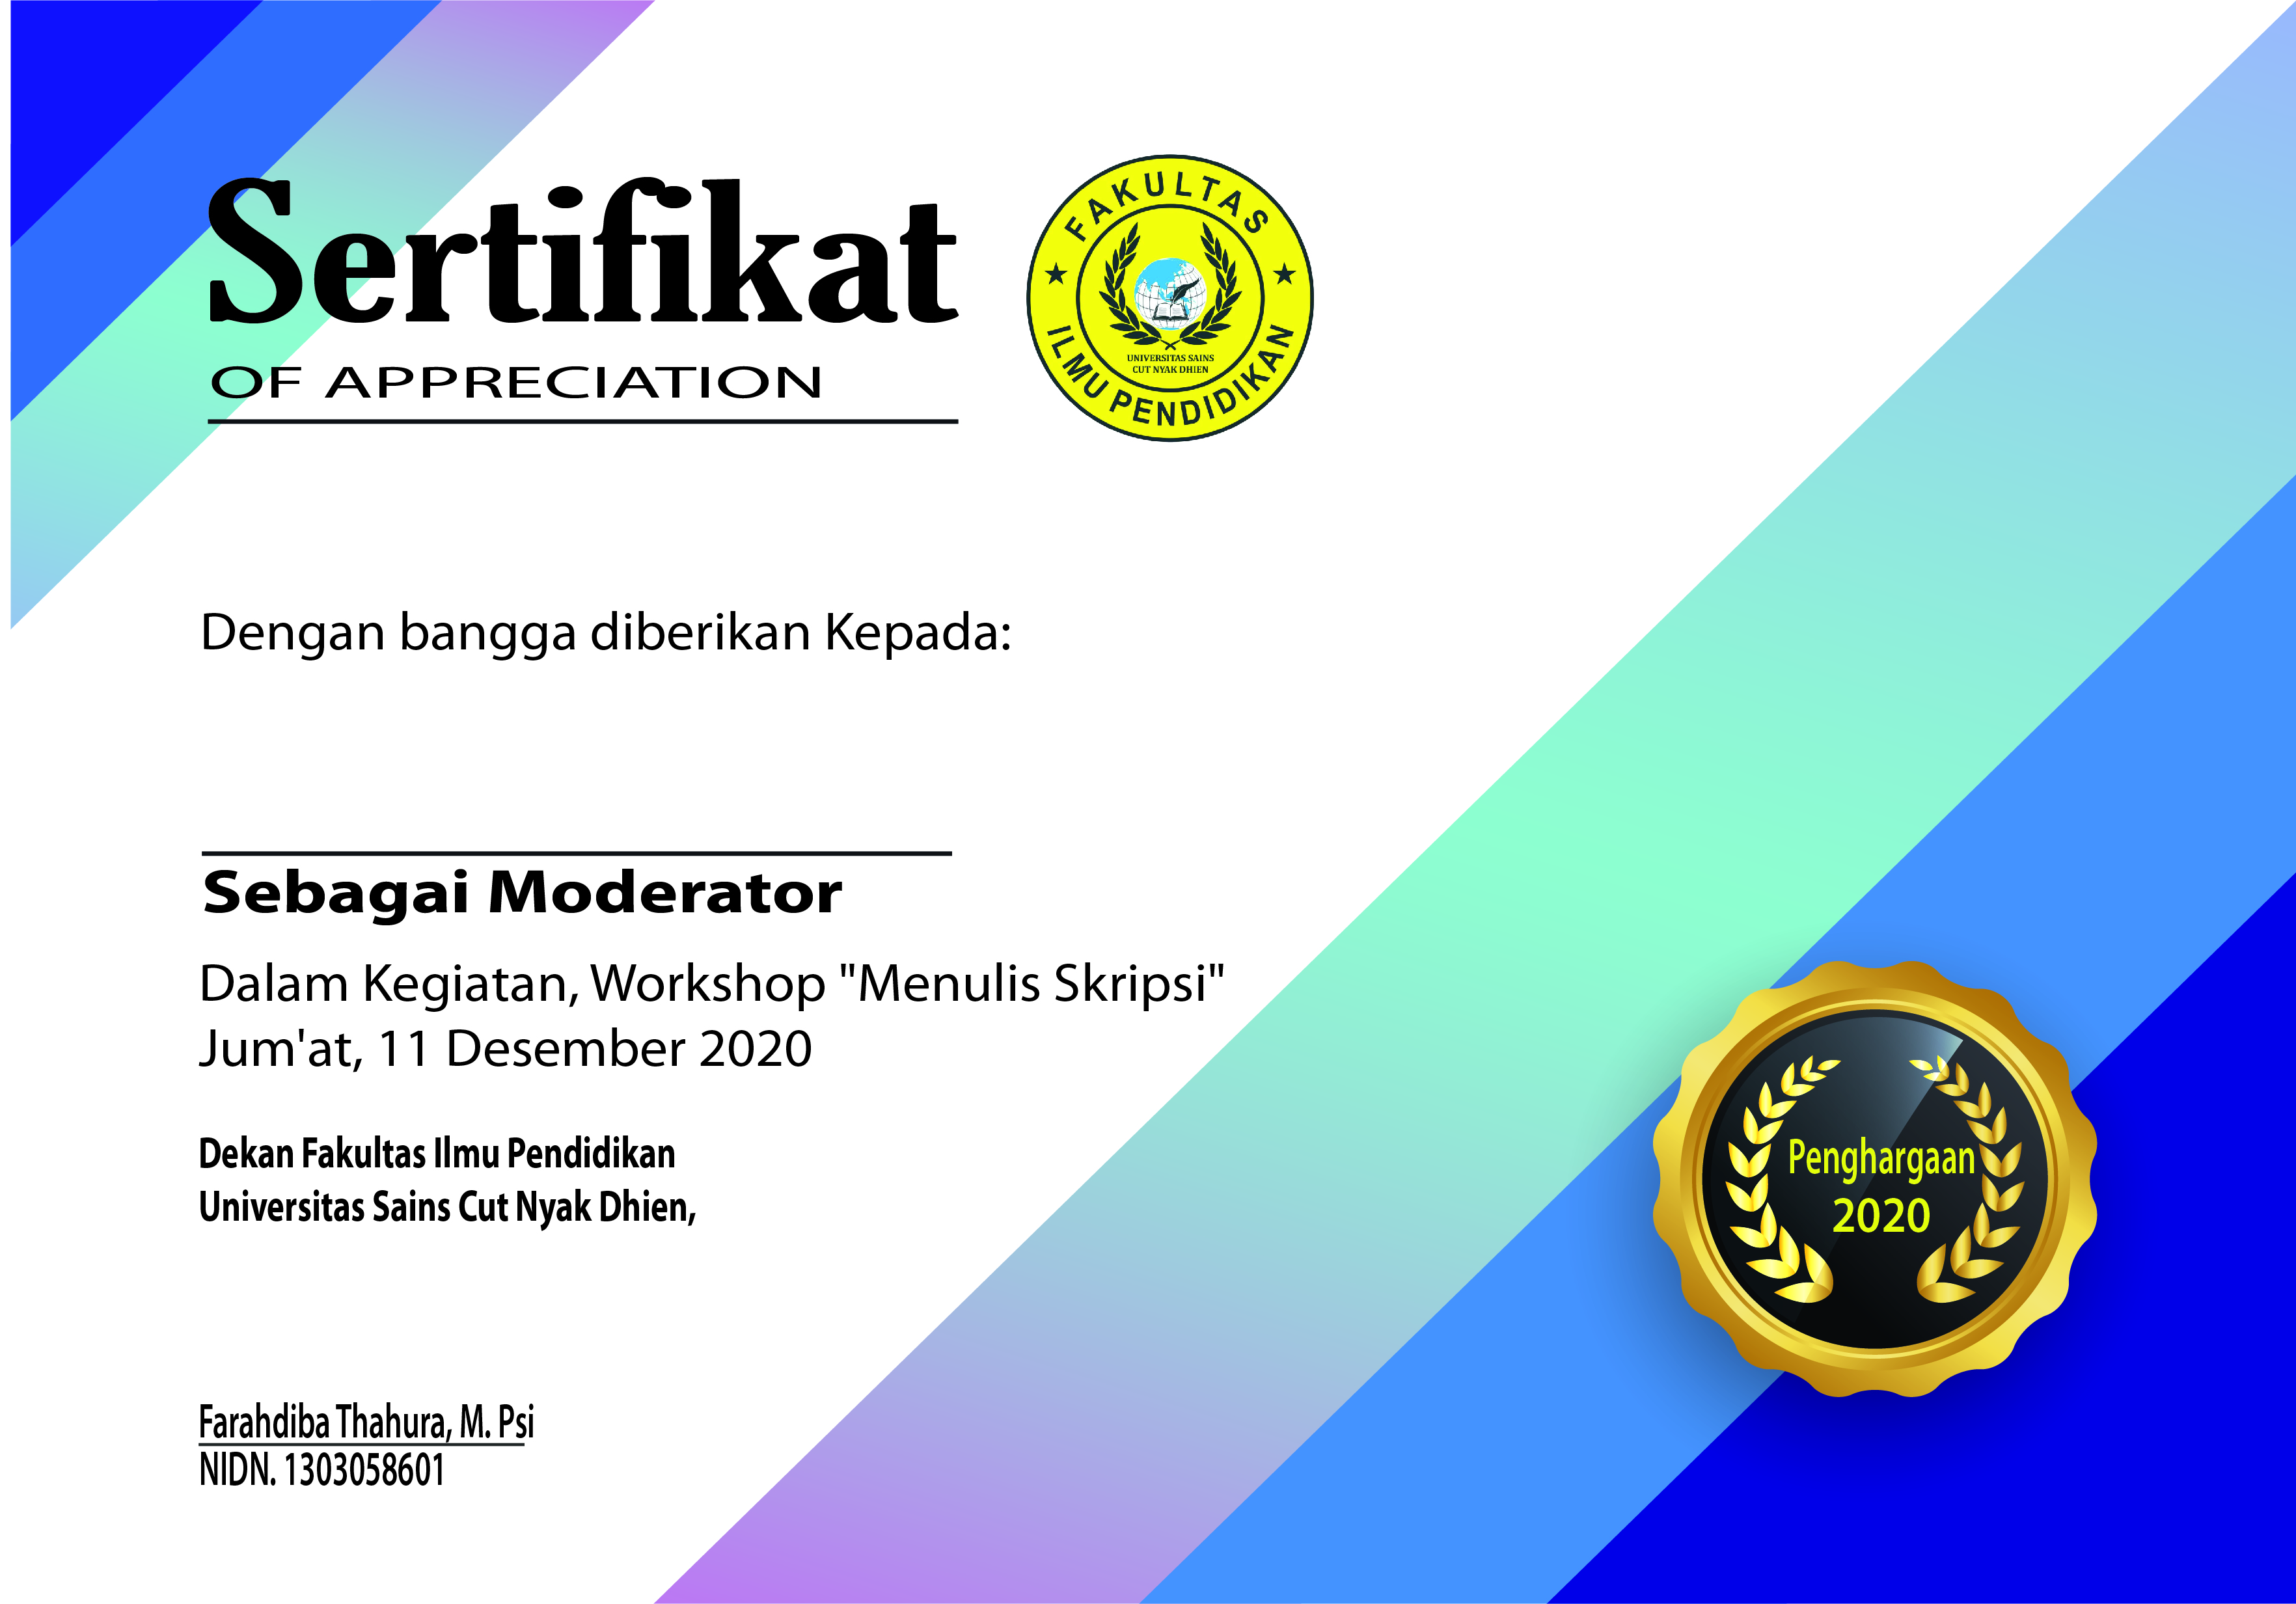 Sertifikat
OF APPRECIATION
FAKULTAS
ILMU PENDIDIKAN
UNIVERSITAS SAINS
CUT NYAK DHIEN
Dengan bangga diberikan Kepada:
Sebagai Moderator
Dalam Kegiatan, Workshop "Menulis Skripsi"
Jum'at, 11 Desember 2020
Dekan Fakultas Ilmu Pendidikan
Universitas Sains Cut Nyak Dhien,
Penghargaan
2020
Farahdiba Thahura, M. Psi
NIDN. 1303058601